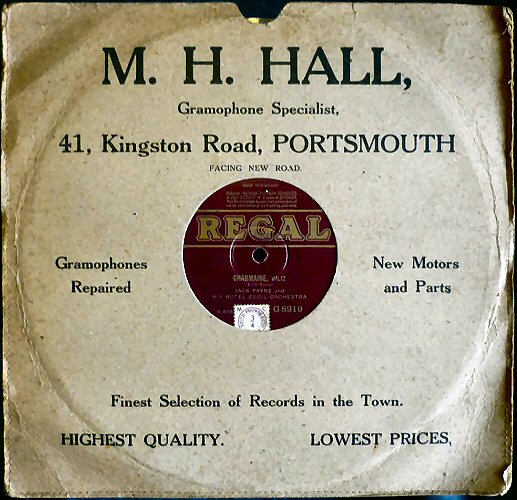 M. H. HALL,
Gramophone Specialist,
41, Kingston Road, PORTSMOUTH
FACING NEW ROAD.
REGAL
CHARMAINE, WALTZ
JACK PAYNE and
HIS HOTEL CECIL ORCHESTRA
G 8919
Gramophones
Repaired
New Motors
and Parts
Finest Selection of Records in the Town.
HIGHEST QUALITY. LOWEST PRICES,